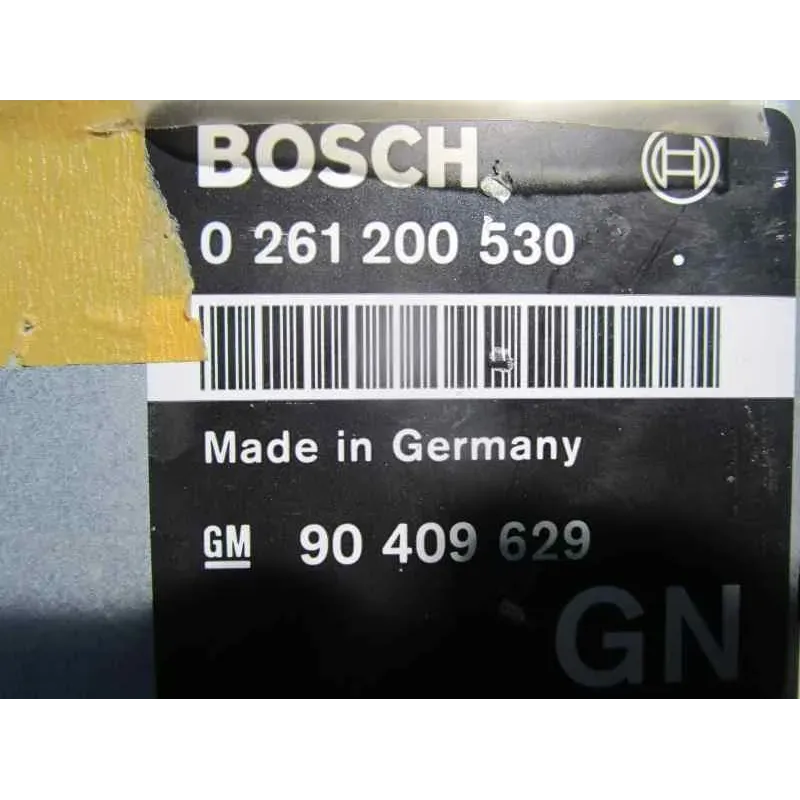 BOSCH
0 261 200 530
Made in Germany
GM 90 409 629
GN